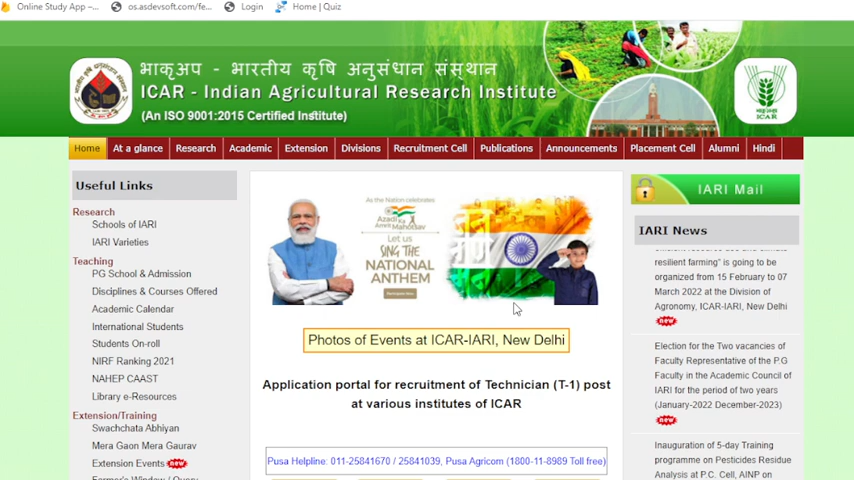 Online Study App –...
os.asdevsoft.com/fe...
Login
Home | Quiz
भाकृअप - भारतीय कृषि अनुसंधान संस्थान
ICAR - Indian Agricultural Research Institute
(An ISO 9001:2015 Certified Institute)
ICAR
Home At a glance Research Academic Extension Divisions Recruitment Cell Publications Announcements Placement Cell Alumni Hindi
Useful Links
Research
Schools of IARI
IARI Varieties
Teaching
PG School & Admission
Disciplines & Courses Offered
Academic Calendar
International Students
Students On-roll
NIRF Ranking 2021
NAHEP CAAST
Library e-Resources
Extension/Training
Swachchata Abhiyan
Mera Gaon Mera Gaurav
Extension Events new
Farmer's Window / Query
As the Nation celebrates
Azadi Ka
Amrit Mahotsav
Let us
SING THE
NATIONAL
ANTHEM
Photos of Events at ICAR-IARI, New Delhi
Application portal for recruitment of Technician (T-1) post
at various institutes of ICAR
Pusa Helpline: 011-25841670 / 25841039, Pusa Agricom (1800-11-8989 Toll free)
IARI Mail
IARI News
resilient farming" is going to be
organized from 15 February to 07
March 2022 at the Division of
Agronomy, ICAR-IARI, New Delhi
new
Election for the Two vacancies of
Faculty Representative of the P.G
Faculty in the Academic Council of
IARI for the period of two years
(January-2022 December-2023)
new
Inauguration of 5-day Training
programme on Pesticides Residue
Analysis at P.C. Cell, AINP on